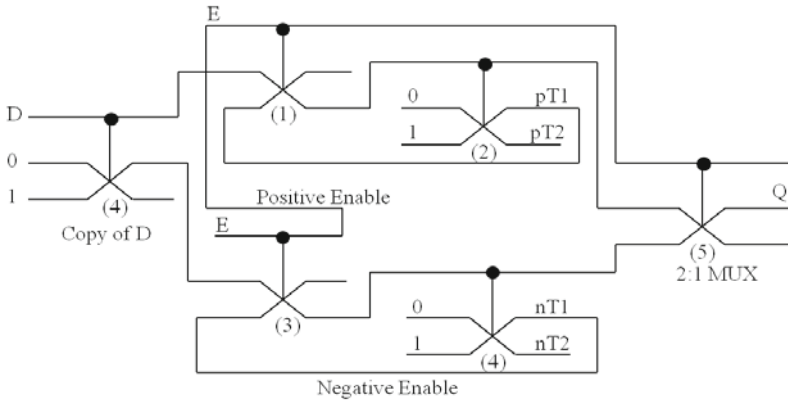 E
D
0
1
(4)
Copy of D
(1)
0
1
pT1
pT2
(2)
Positive Enable
E
(3)
0
1
nT1
nT2
(4)
Negative Enable
Q
(5)
2:1 MUX